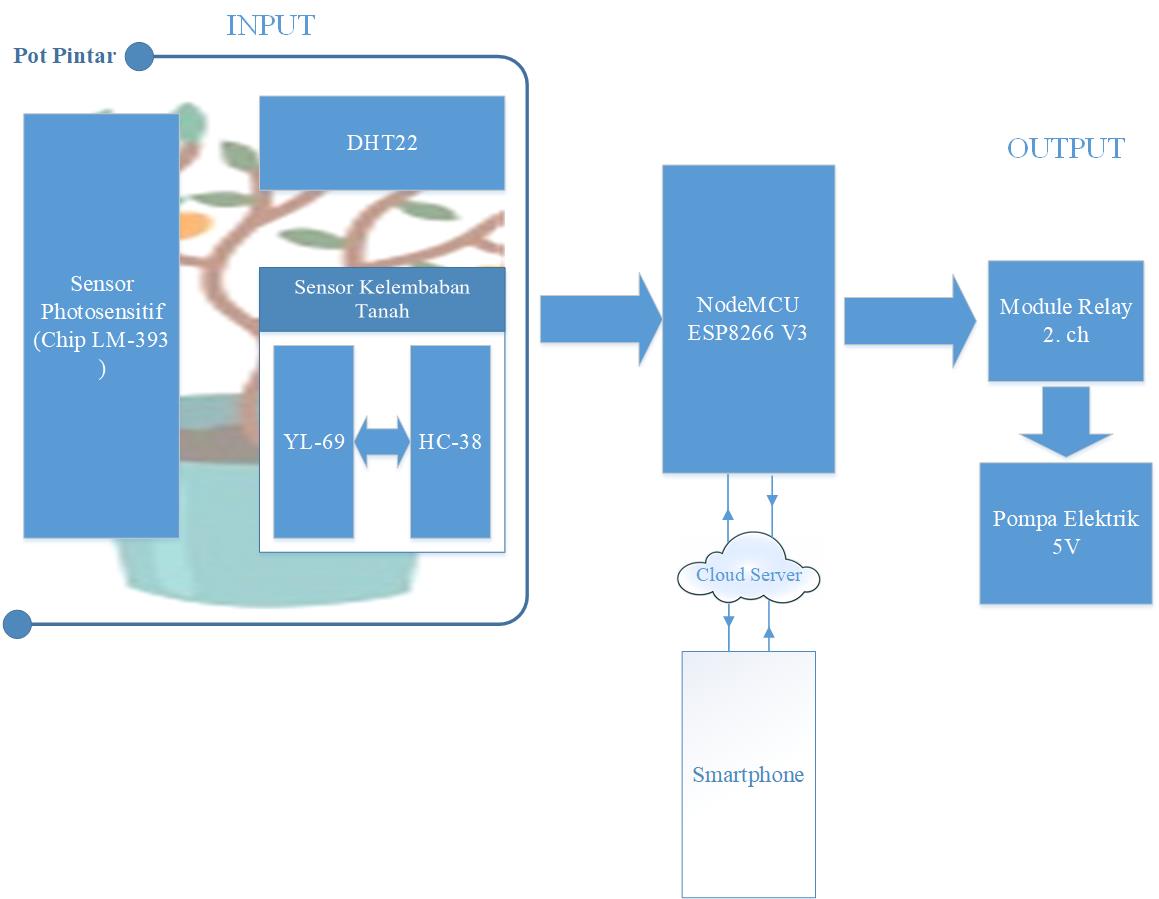 INPUT
Pot Pintar
DHT22
OUTPUT
Sensor
Photosensitif
(Chip LM-393
)
Sensor Kelembaban
Tanah
YL-69
HC-38
NodeMCU
ESP8266 V3
Module Relay
2. ch
Pompa Elektrik
5V
Cloud Server
Smartphone